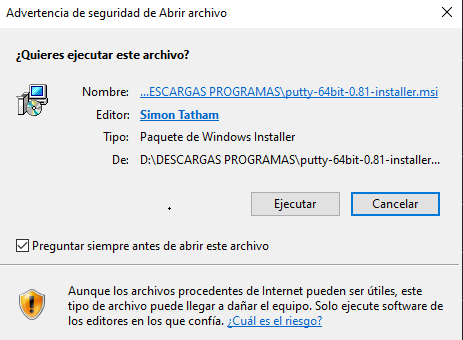 Advertencia de seguridad de Abrir archivo
¿Quieres ejecutar este archivo?
Nombre: ...ESCARGAS PROGRAMAS\putty-64bit-0.81-installer.msi
Editor: Simon Tatham
Tipo: Paquete de Windows Installer
De: D:\DESCARGAS PROGRAMAS\putty-64bit-0.81-installer...
Ejecutar Cancelar
Preguntar siempre antes de abrir este archivo
Aunque los archivos procedentes de Internet pueden ser útiles, este
tipo de archivo puede llegar a dañar el equipo. Solo ejecute software de
los editores en los que confía. ¿Cuál es el riesgo?